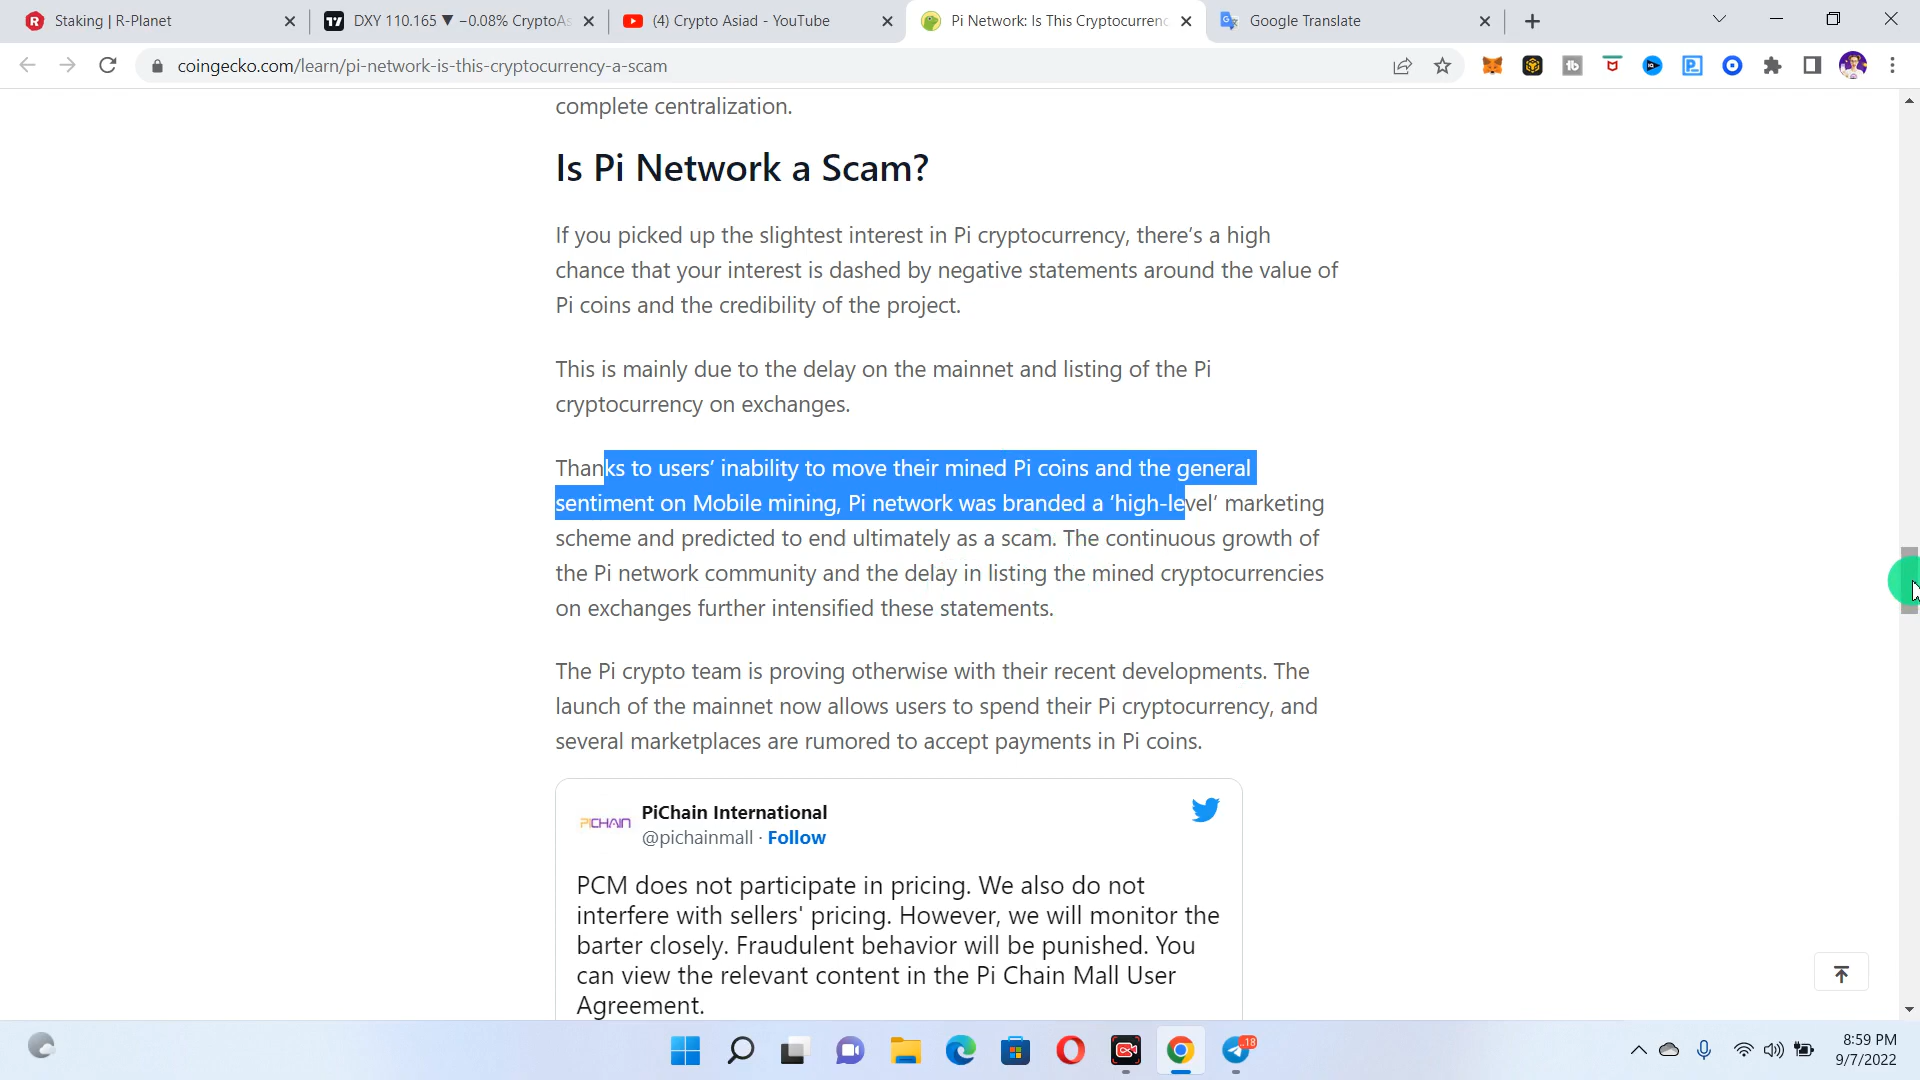 Staking | R-Planet
DXY 110.165 ▼ −0.08% CryptoAs
(4) Crypto Asiad - YouTube
Pi Network: Is This Cryptocurrenc
Google Translate
coingecko.com/learn/pi-network-is-this-cryptocurrency-a-scam
complete centralization.
Is Pi Network a Scam?
If you picked up the slightest interest in Pi cryptocurrency, there's a high
chance that your interest is dashed by negative statements around the value of
Pi coins and the credibility of the project.
This is mainly due to the delay on the mainnet and listing of the Pi
cryptocurrency on exchanges.
Thanks to users’ inability to move their mined Pi coins and the general
sentiment on Mobile mining, Pi network was branded a ‘high-level’ marketing
scheme and predicted to end ultimately as a scam. The continuous growth of
the Pi network community and the delay in listing the mined cryptocurrencies
on exchanges further intensified these statements.
The Pi crypto team is proving otherwise with their recent developments. The
launch of the mainnet now allows users to spend their Pi cryptocurrency, and
several marketplaces are rumored to accept payments in Pi coins.
PICHAIN
PiChain International
@pichainmall · Follow
PCM does not participate in pricing. We also do not
interfere with sellers' pricing. However, we will monitor the
barter closely. Fraudulent behavior will be punished. You
can view the relevant content in the Pi Chain Mall User
Agreement.
8:59 PM
9/7/2022